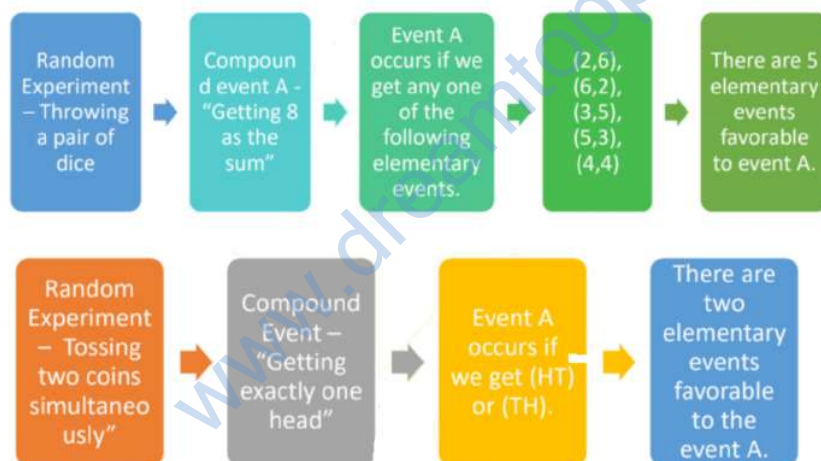 Random
Experiment
– Throwing
a pair of
dice
Compoun
d event A -
"Getting 8
as the
sum"
Event A
occurs if we
get any one
of the
following
elementary
events.
(2,6),
(6,2),
(3,5),
(5,3),
(4,4)
There are 5
elementary
events
favorable
to event A.
Random
Experiment
– Tossing
two coins
simultaneo
usly"
Compound
Event –
"Getting
exactly one
head"
Event A
occurs if
we get (HT)
or (TH).
There are
two
elementary
events
favorable
to the
event A.